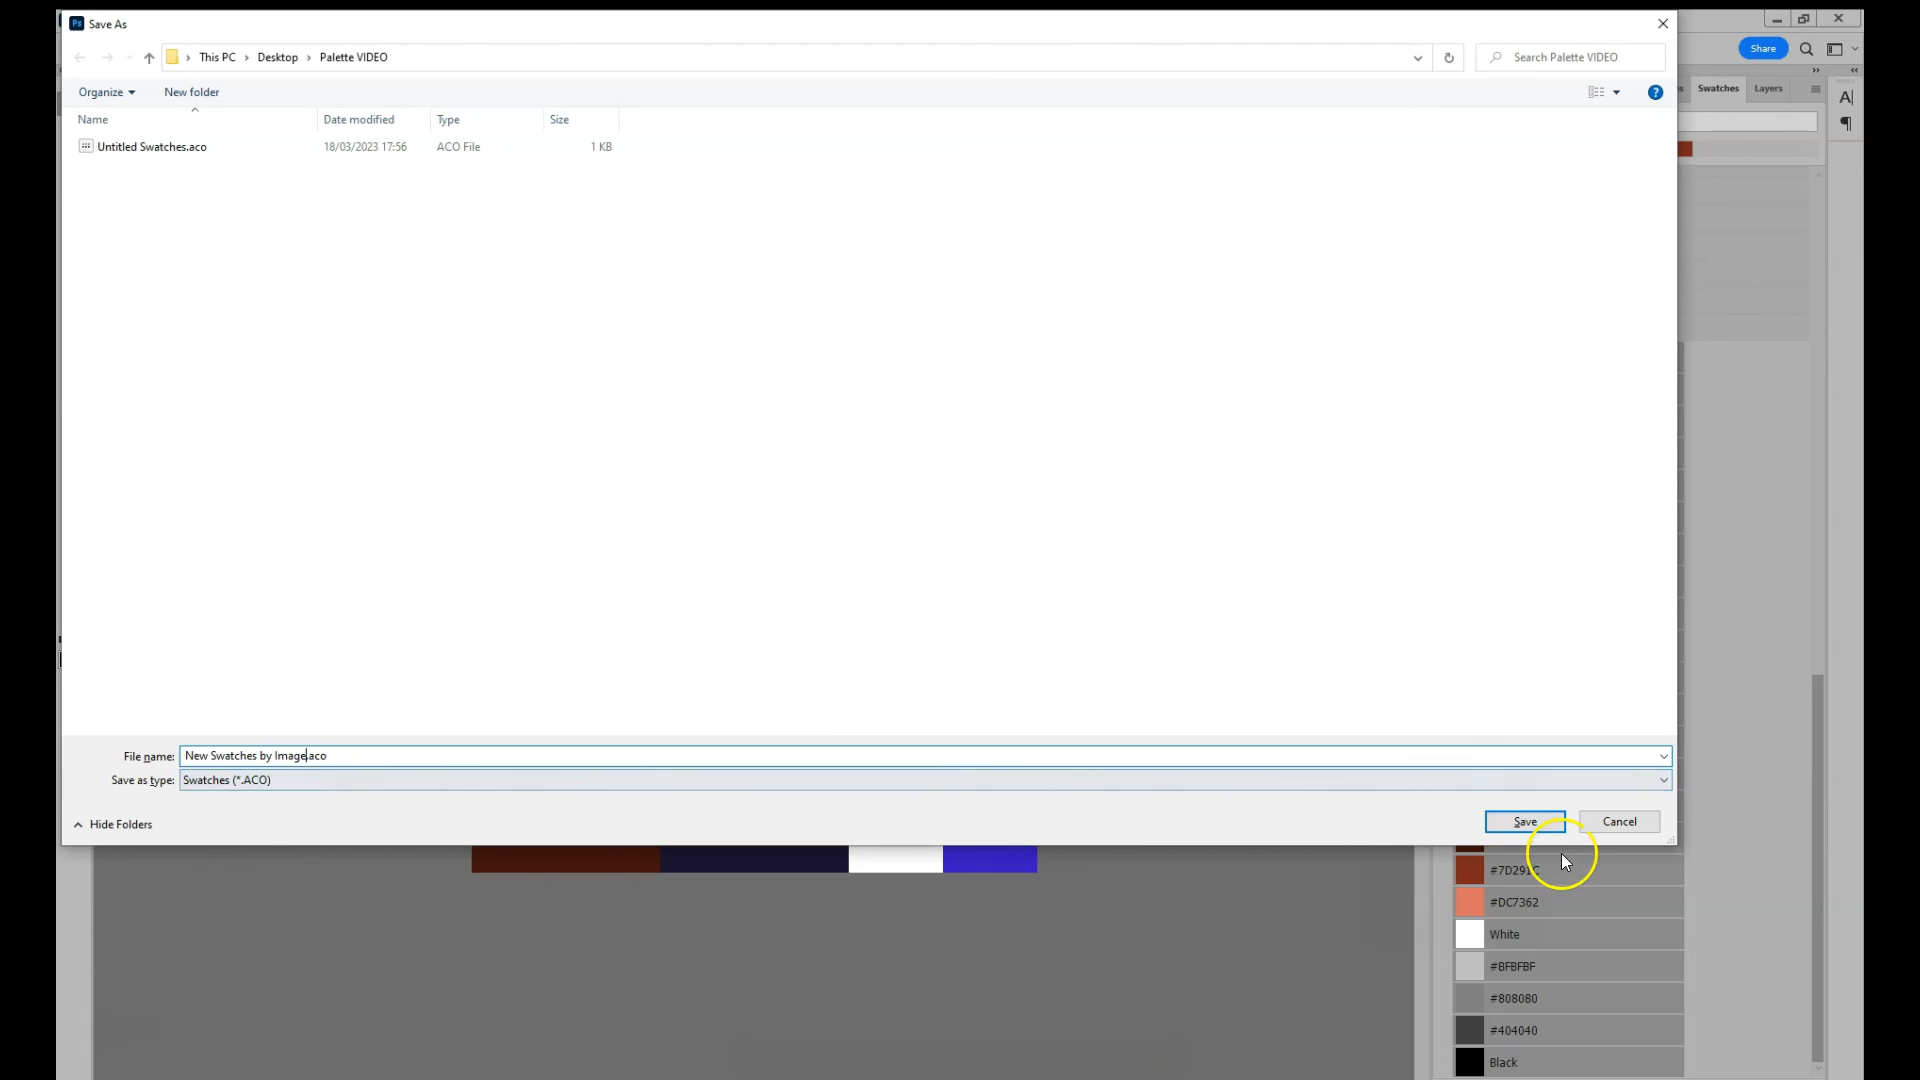 Ps Save As
This PC > Desktop > Palette VIDEO
Search Palette VIDEO
Share
Organize
New folder
?
Swatches
Layers
A|
¶
Name
Date modified
Type
Size
Untitled Swatches.aco
18/03/2023 17:56
ACO File
1 KB
File name:
New Swatches by Image.aco
Save as type:
Swatches (*.ACO)
Hide Folders
Save
Cancel
#7D291C
#DC7362
White
#BFBFBF
#808080
#404040
Black